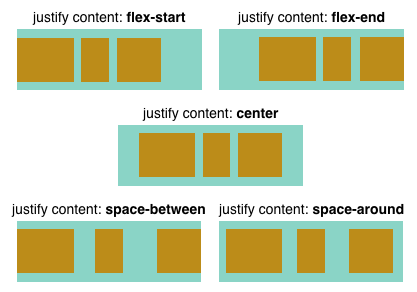 justify content: flex-start
justify content: flex-end
justify content: center
justify content: space-between
justify content: space-around